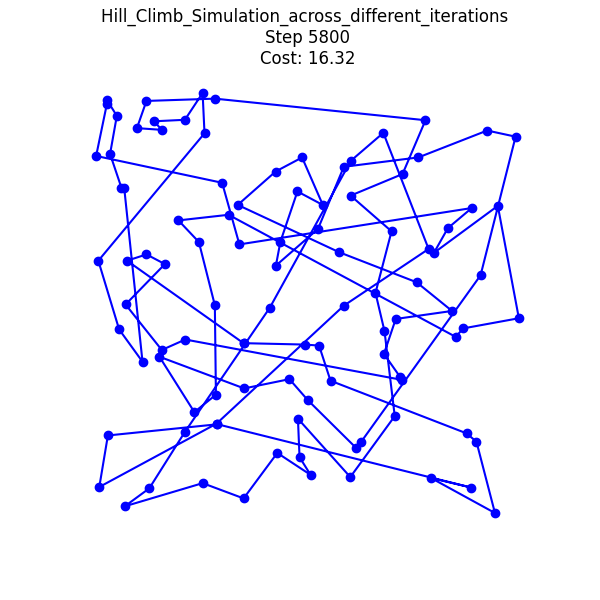 Hill_Climb_Simulation_across_different_iterations
Step 5800
Cost: 16.32